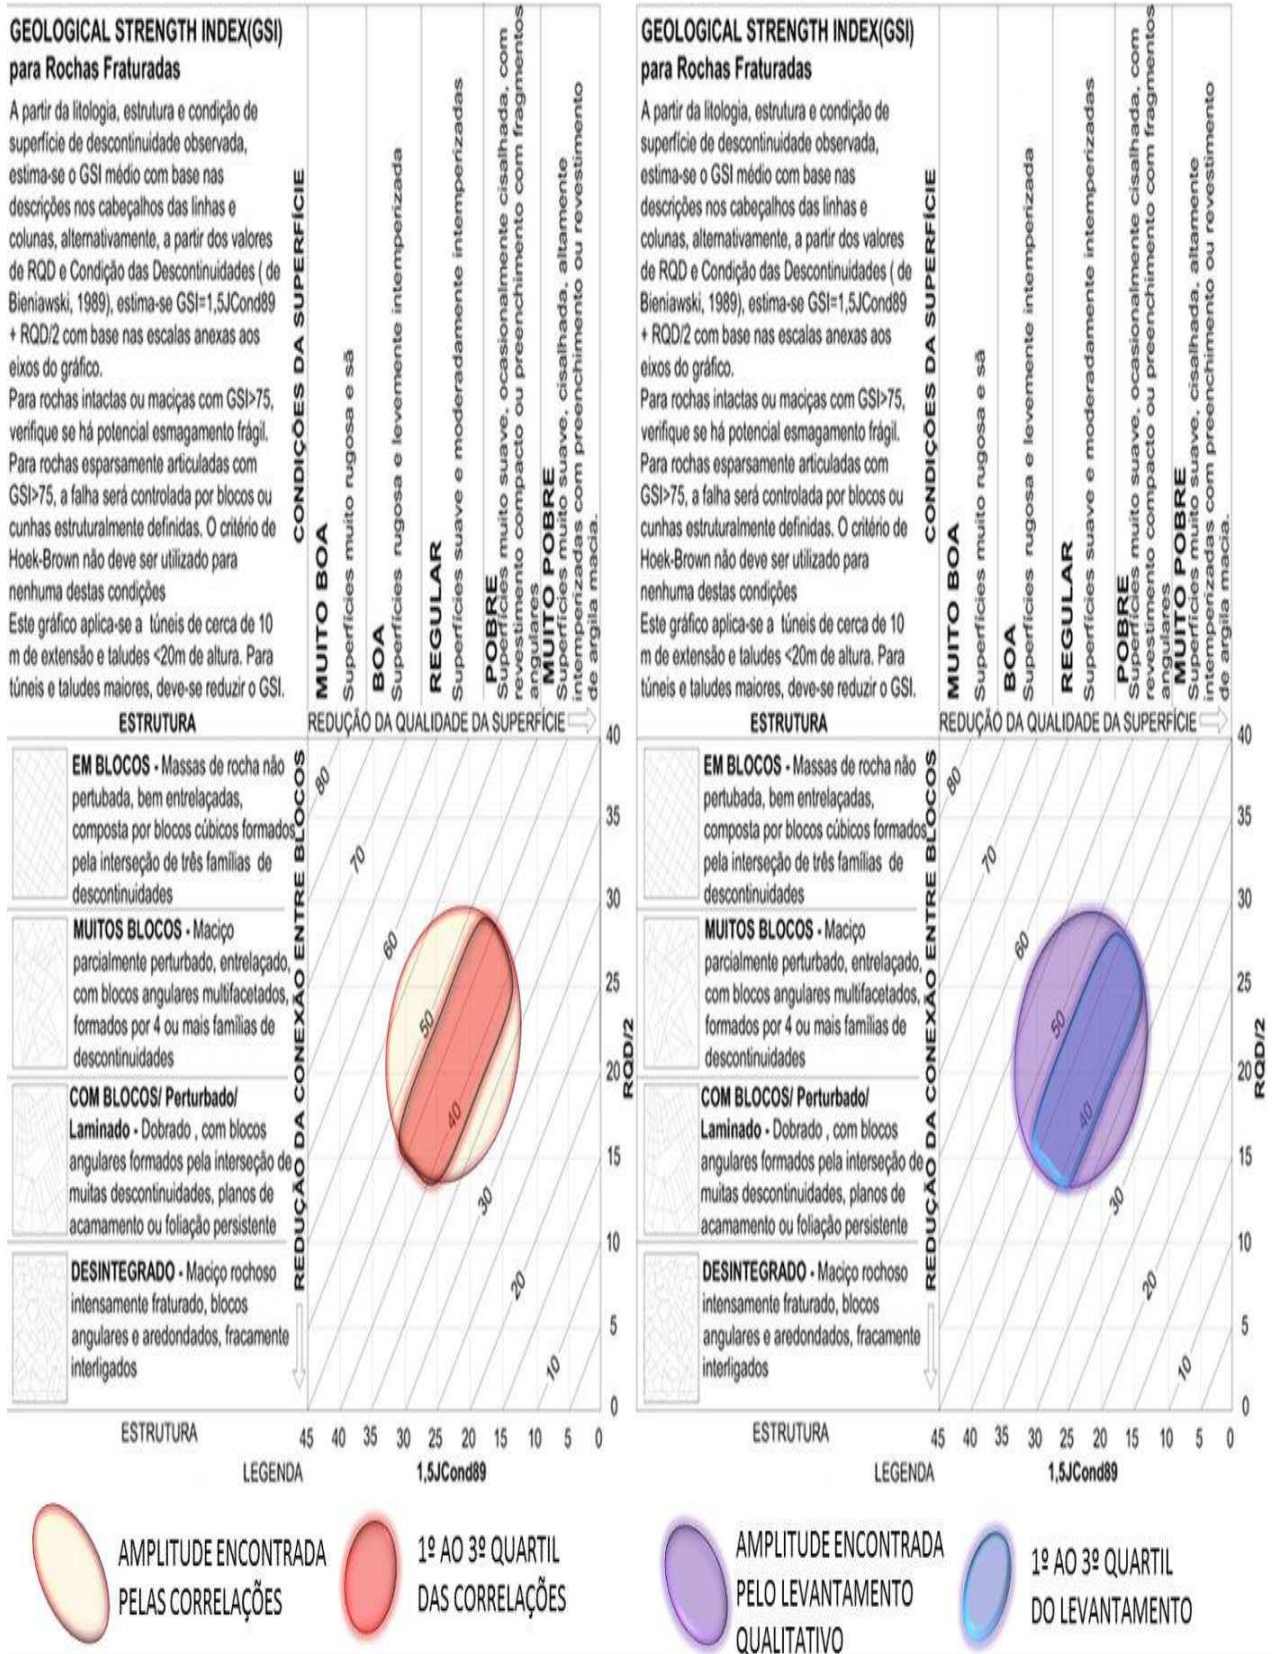 GEOLOGICAL STRENGTH INDEX(GSI)
para Rochas Fraturadas
A partir da litologia, estrutura e condição de
superfície de descontinuidade observada,
estima-se o GSI médio com base nas
descrições nos cabeçalhos das linhas e
colunas, alternativamente, a partir dos valores
de RQD e Condição das Descontinuidades ( de
Bieniawski, 1989), estima-se GSI=1,5JCond89
+ RQD/2 com base nas escalas anexas aos
eixos do gráfico.
Para rochas intactas ou maciças com GSI>75,
verifique se há potencial esmagamento frágil.
Para rochas esparsamente articuladas com
GSI>75, a falha será controlada por blocos ou
cunhas estruturalmente definidas. O critério de
Hoek-Brown não deve ser utilizado para
nenhuma destas condições
Este gráfico aplica-se a túneis de cerca de 10
m de extensão e taludes <20m de altura. Para
túneis e taludes maiores, deve-se reduzir o GSI.
CONDIÇÕES DA SUPERFÍCIE
MUITO BOA
Superfícies muito rugosa e sã
BOA
Superfícies rugosa e levemente intemperizada
REGULAR
Superfícies suave e moderadamente intemperizadas
POBRE
Superfícies muito suave, ocasionalmente cisalhada, com
revestimento compacto ou preenchimento com fragmentos
angulares
MUITO POBRE
Superfícies muito suave, cisalhada, altamente
intemperizadas com preenchimento ou revestimento
de argila macia.
ESTRUTURA
REDUÇÃO DA QUALIDADE DA SUPERFÍCIE
EM BLOCOS - Massas de rocha não
pertubada, bem entrelaçadas,
composta por blocos cúbicos formados
pela interseção de três famílias de
descontinuidades
MUITOS BLOCOS - Maciço
parcialmente perturbado, entrelaçado,
com blocos angulares multifacetados,
formados por 4 ou mais famílias de
descontinuidades
COM BLOCOS/ Perturbado/
Laminado - Dobrado , com blocos
angulares formados pela interseção de
muitas descontinuidades, planos de
acamamento ou foliação persistente
DESINTEGRADO - Maciço rochoso
intensamente fraturado, blocos
angulares e aredondados, fracamente
interligados
REDUÇÃO DA CONEXÃO ENTRE BLOCOS
80
70
60
50
40
30
20
10
40
35
30
25
20
15
10
5
0
RQD/2
ESTRUTURA
45 40 35 30 25 20 15 10 5 0
LEGENDA
1,5JCond89
AMPLITUDE ENCONTRADA
PELAS CORRELAÇÕES
1º AO 3º QUARTIL
DAS CORRELAÇÕES
GEOLOGICAL STRENGTH INDEX(GSI)
para Rochas Fraturadas
A partir da litologia, estrutura e condição de
superfície de descontinuidade observada,
estima-se o GSI médio com base nas
descrições nos cabeçalhos das linhas e
colunas, alternativamente, a partir dos valores
de RQD e Condição das Descontinuidades ( de
Bieniawski, 1989), estima-se GSI=1,5JCond89
+ RQD/2 com base nas escalas anexas aos
eixos do gráfico.
Para rochas intactas ou maciças com GSI>75,
verifique se há potencial esmagamento frágil.
Para rochas esparsamente articuladas com
GSI>75, a falha será controlada por blocos ou
cunhas estruturalmente definidas. O critério de
Hoek-Brown não deve ser utilizado para
nenhuma destas condições
Este gráfico aplica-se a túneis de cerca de 10
m de extensão e taludes <20m de altura. Para
túneis e taludes maiores, deve-se reduzir o GSI.
CONDIÇÕES DA SUPERFÍCIE
MUITO BOA
Superfícies muito rugosa e sã
BOA
Superfícies rugosa e levemente intemperizada
REGULAR
Superfícies suave e moderadamente intemperizadas
POBRE
Superfícies muito suave, ocasionalmente cisalhada, com
revestimento compacto ou preenchimento com fragmentos
angulares
MUITO POBRE
Superfícies muito suave, cisalhada, altamente
intemperizadas com preenchimento ou revestimento
de argila macia.
ESTRUTURA
REDUÇÃO DA QUALIDADE DA SUPERFÍCIE
EM BLOCOS - Massas de rocha não
pertubada, bem entrelaçadas,
composta por blocos cúbicos formados
pela interseção de três famílias de
descontinuidades
MUITOS BLOCOS - Maciço
parcialmente perturbado, entrelaçado,
com blocos angulares multifacetados,
formados por 4 ou mais famílias de
descontinuidades
COM BLOCOS/ Perturbado/
Laminado - Dobrado , com blocos
angulares formados pela interseção de
muitas descontinuidades, planos de
acamamento ou foliação persistente
DESINTEGRADO - Maciço rochoso
intensamente fraturado, blocos
angulares e aredondados, fracamente
interligados
REDUÇÃO DA CONEXÃO ENTRE BLOCOS
80
70
60
50
40
30
20
10
40
35
30
25
20
15
10
5
0
RQD/2
ESTRUTURA
45 40 35 30 25 20 15 10 5 0
LEGENDA
1,5JCond89
AMPLITUDE ENCONTRADA
PELO LEVANTAMENTO
QUALITATIVO
1º AO 3º QUARTIL
DO LEVANTAMENTO